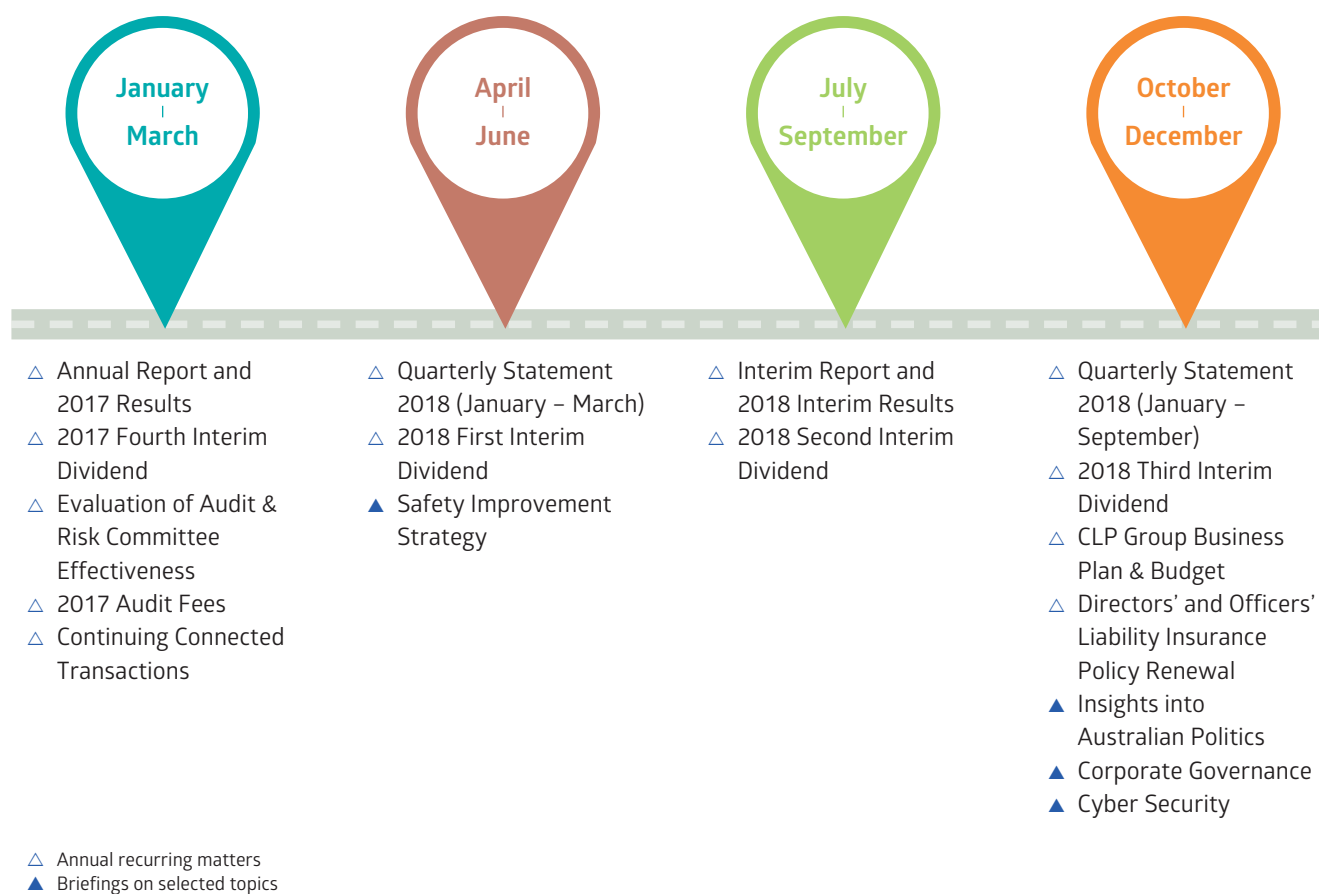 January
March
April
June
July
September
October
December
△ Annual Report and
2017 Results
△ 2017 Fourth Interim
Dividend
△ Evaluation of Audit &
Risk Committee
Effectiveness
△ 2017 Audit Fees
△ Continuing Connected
Transactions
△ Quarterly Statement
2018 (January – March)
△ 2018 First Interim
Dividend
▲ Safety Improvement
Strategy
△ Interim Report and
2018 Interim Results
△ 2018 Second Interim
Dividend
△ Quarterly Statement
2018 (January –
September)
△ 2018 Third Interim
Dividend
△ CLP Group Business
Plan & Budget
△ Directors’ and Officers’
Liability Insurance
Policy Renewal
▲ Insights into
Australian Politics
▲ Corporate Governance
▲ Cyber Security
△ Annual recurring matters
▲ Briefings on selected topics